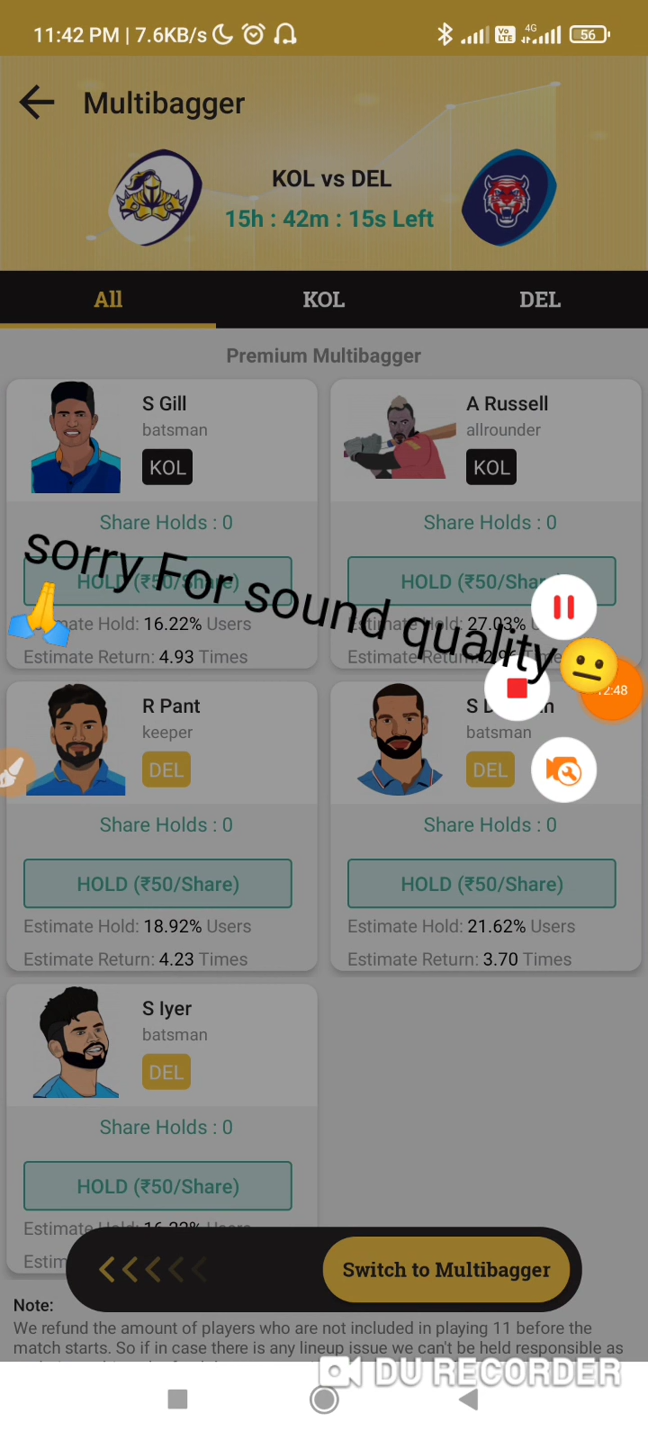 11:42 PM | 7.6KB/s
Vo LTE 4G 56
Multibagger
KOL vs DEL
15h : 42m : 15s Left
All KOL DEL
Premium Multibagger
S Gill
batsman
KOL
Share Holds : 0
HOLD (₹50/Share)
Estimate Hold: 16.22% Users
Estimate Return: 4.93 Times
A Russell
allrounder
KOL
Share Holds : 0
HOLD (₹50/Share)
Estimate Hold: 27.03%
Estimate Return:
sorry For sound quality
12:48
R Pant
keeper
DEL
Share Holds : 0
HOLD (₹50/Share)
Estimate Hold: 18.92% Users
Estimate Return: 4.23 Times
S
batsman
DEL
Share Holds : 0
HOLD (₹50/Share)
Estimate Hold: 21.62% Users
Estimate Return: 3.70 Times
S Iyer
batsman
DEL
Share Holds : 0
HOLD (₹50/Share)
Estimate Hold: 16.22% Users
Switch to Multibagger
Note:
We refund the amount of players who are not included in playing 11 before the
match starts. So if in case there is any lineup issue we can't be held responsible as
DU RECORDER